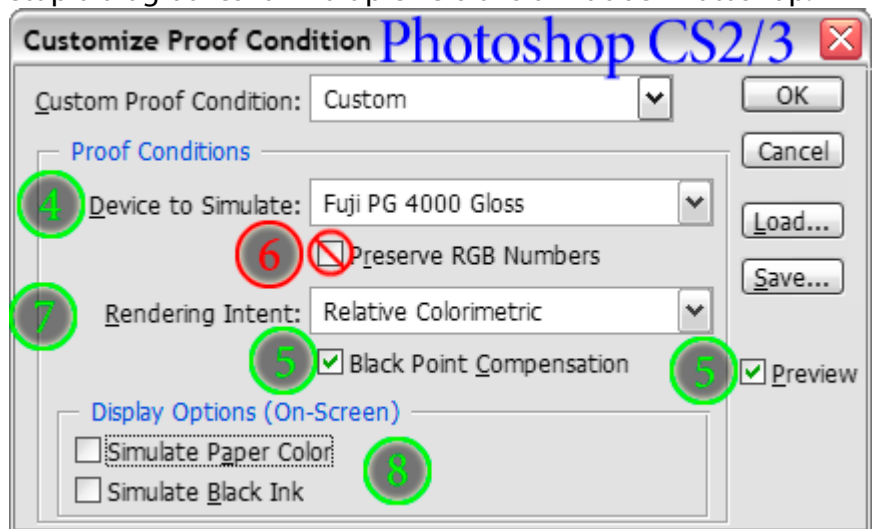 Customize Proof Condition Photoshop CS2/3
Custom Proof Condition: Custom OK
Proof Conditions Cancel
4 Device to Simulate: Fuji PG 4000 Gloss Load...
6 Preserve RGB Numbers
Save...
7 Rendering Intent: Relative Colorimetric
5 Black Point Compensation 5 Preview
Display Options (On-Screen)
Simulate Paper Color
8
Simulate Black Ink